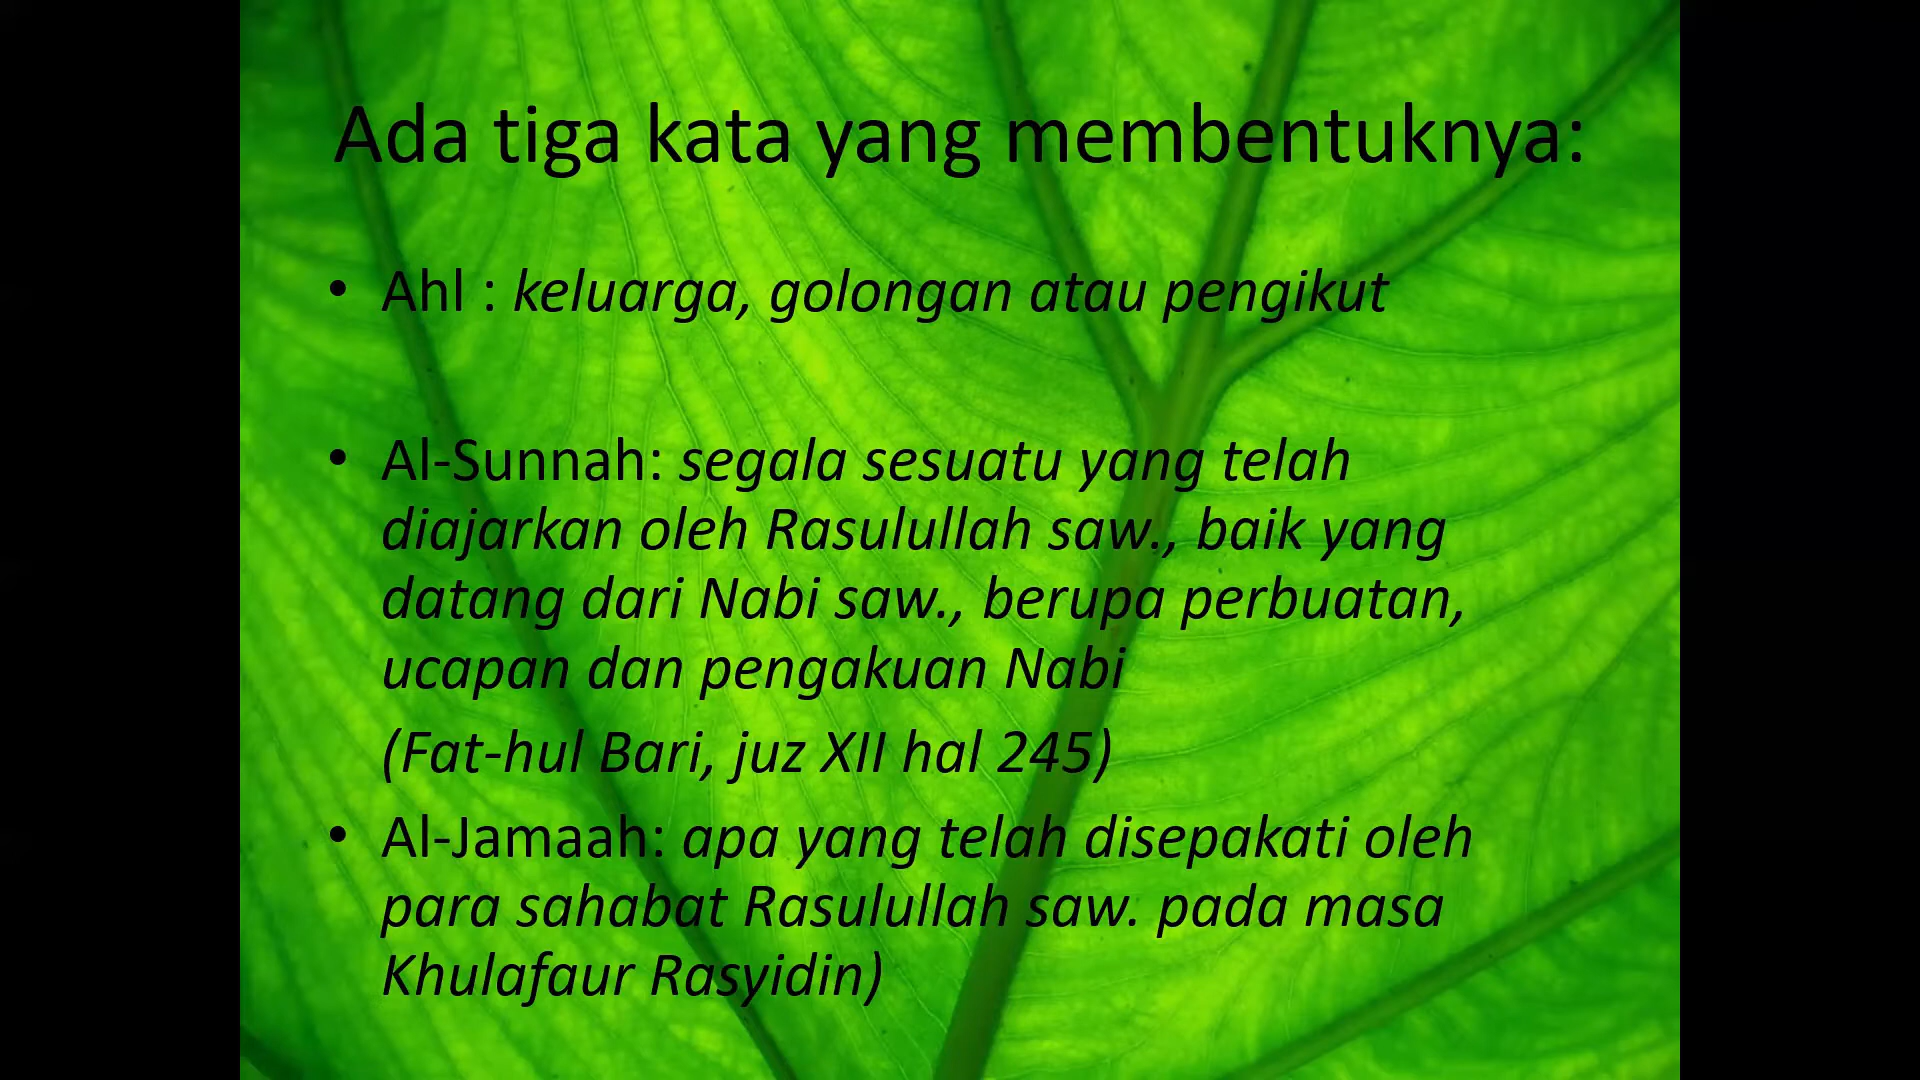 Ada tiga kata yang membentuknya:
• Ahl : keluarga, golongan atau pengikut
• Al-Sunnah: segala sesuatu yang telah
diajarkan oleh Rasulullah saw., baik yang
datang dari Nabi saw., berupa perbuatan,
ucapan dan pengakuan Nabi
(Fat-hul Bari, juz XII hal 245)
• Al-Jamaah: apa yang telah disepakati oleh
para sahabat Rasulullah saw. pada masa
Khulafaur Rasyidin)